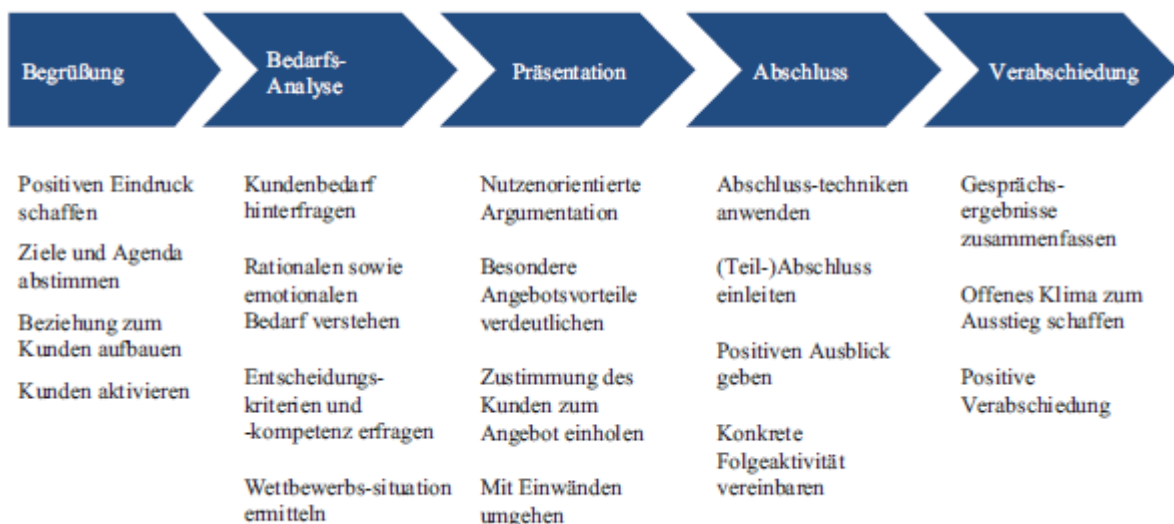 Begrüßung
Bedarfs-
Analyse
Präsentation
Abschluss
Verabschiedung
Positiven Eindruck
schaffen
Ziele und Agenda
abstimmen
Beziehung zum
Kunden aufbauen
Kunden aktivieren
Kundenbedarf
hinterfragen
Rationalen sowie
emotionalen
Bedarf verstehen
Entscheidungs-
kriterien und
-kompetenz erfragen
Wettbewerbs-situation
ermitteln
Nutzenorientierte
Argumentation
Besondere
Angebotsvorteile
verdeutlichen
Zustimmung des
Kunden zum
Angebot einholen
Mit Einwänden
umgehen
Abschluss-techniken
anwenden
(Teil-)Abschluss
einleiten
Positiven Ausblick
geben
Konkrete
Folgeaktivität
vereinbaren
Gesprächs-
ergebnisse
zusammenfassen
Offenes Klima zum
Ausstieg schaffen
Positive
Verabschiedung